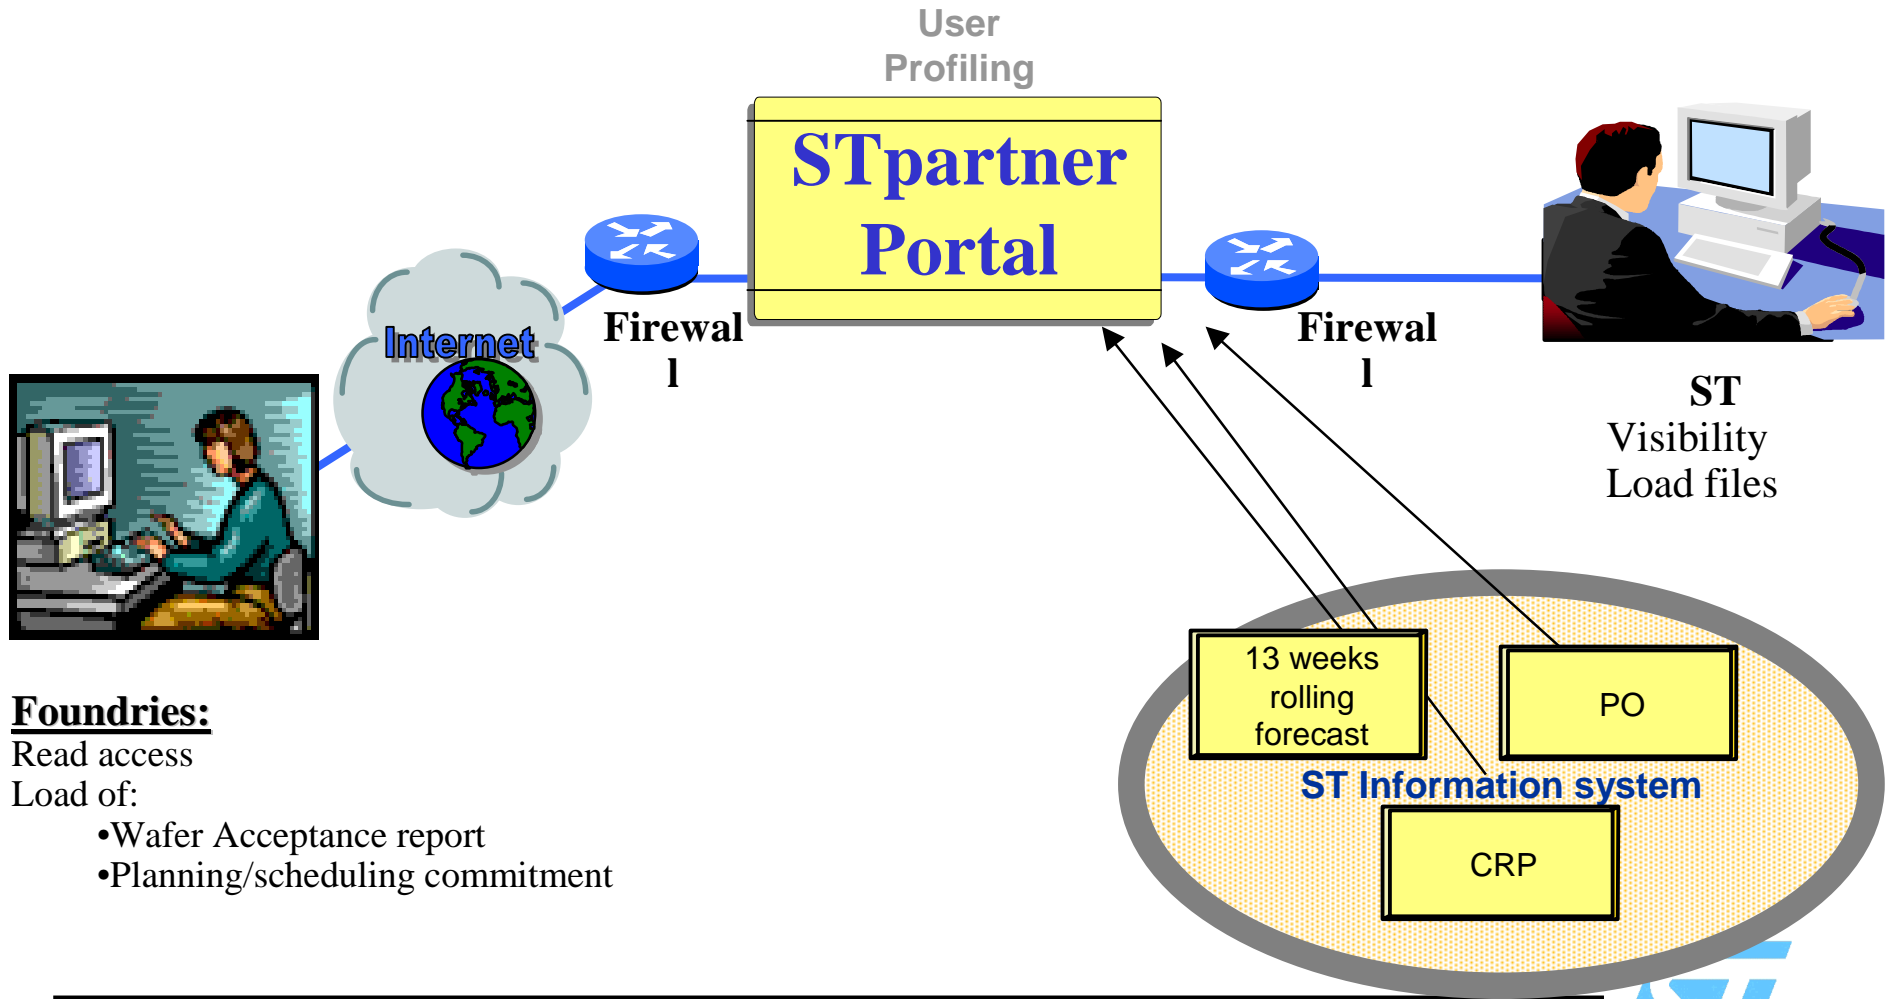 User
Profiling
STpartner
Portal
Internet
Firewal
l
Firewal
l
ST
Visibility
Load files
Foundries:
Read access
Load of:
•Wafer Acceptance report
•Planning/scheduling commitment
13 weeks
rolling
forecast
PO
ST Information system
CRP